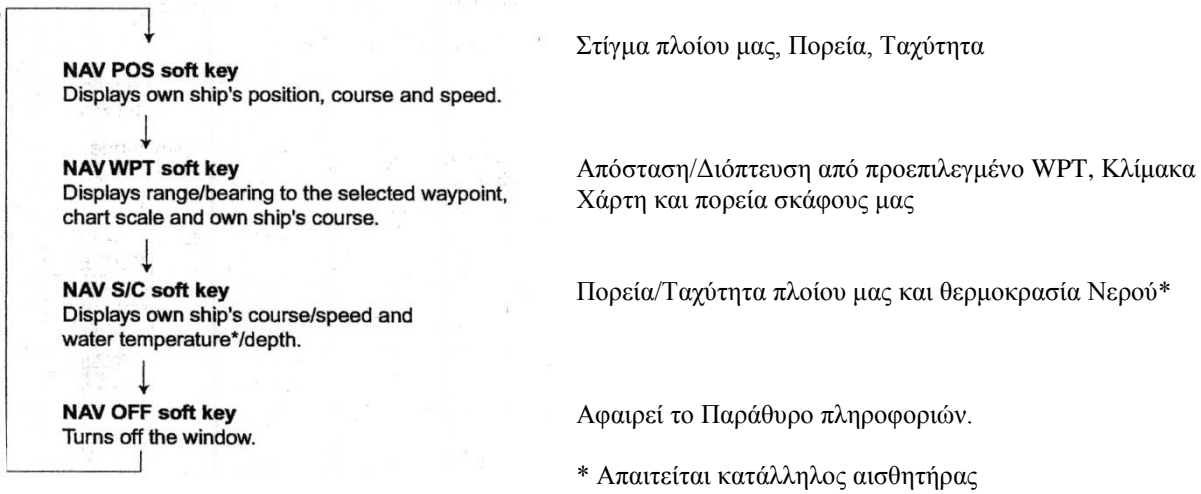 NAV POS soft key
Displays own ship's position, course and speed.
NAV WPT soft key
Displays range/bearing to the selected waypoint,
chart scale and own ship's course.
NAV S/C soft key
Displays own ship's course/speed and
water temperature*/depth.
NAV OFF soft key
Turns off the window.
Στίγμα πλοίου μας, Πορεία, Ταχύτητα
Απόσταση/Διόπτευση από προεπιλεγμένο WPT, Κλίμακα
Χάρτη και πορεία σκάφους μας
Πορεία/Ταχύτητα πλοίου μας και θερμοκρασία Νερού*
Αφαιρεί το Παράθυρο πληροφοριών.
* Απαιτείται κατάλληλος αισθητήρας